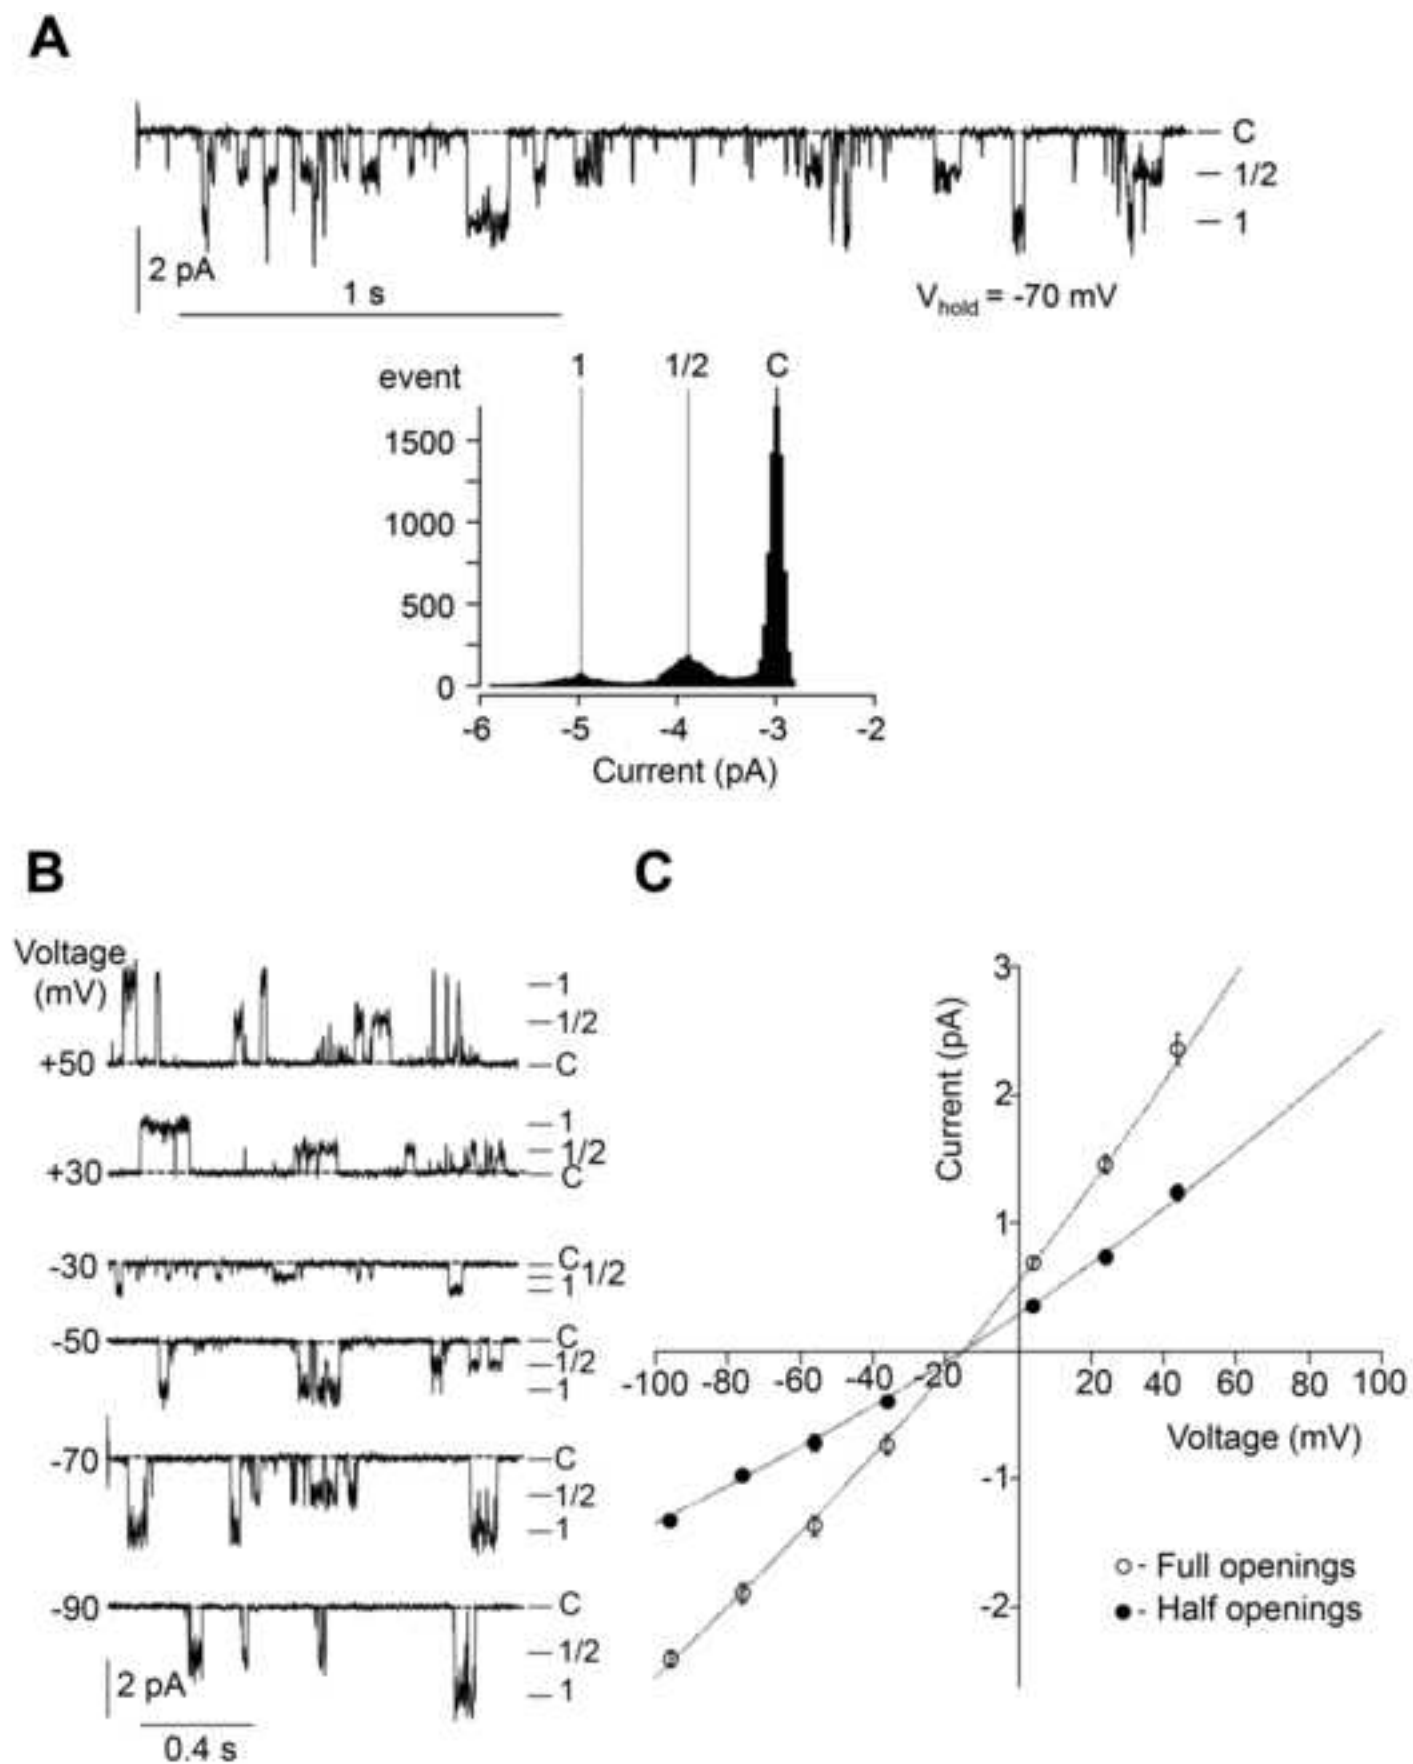 A
C
1/2
1
2 pA
1 s
Vhold = -70 mV
event
1 1/2 C
1500
1000
500
0
-6 -5 -4 -3 -2
Current (pA)
B
Voltage
(mV)
1
1/2
+50 C
1
1/2
+30 C
-30 C
1/2
1
-50 C
1/2
1
-70 C
1/2
1
-90 C
1/2
1
2 pA
0.4 s
C
Current (pA)
3
2
1
-100 -80 -60 -40 -20 20 40 60 80 100
Voltage (mV)
-1
-2
- Full openings
- Half openings